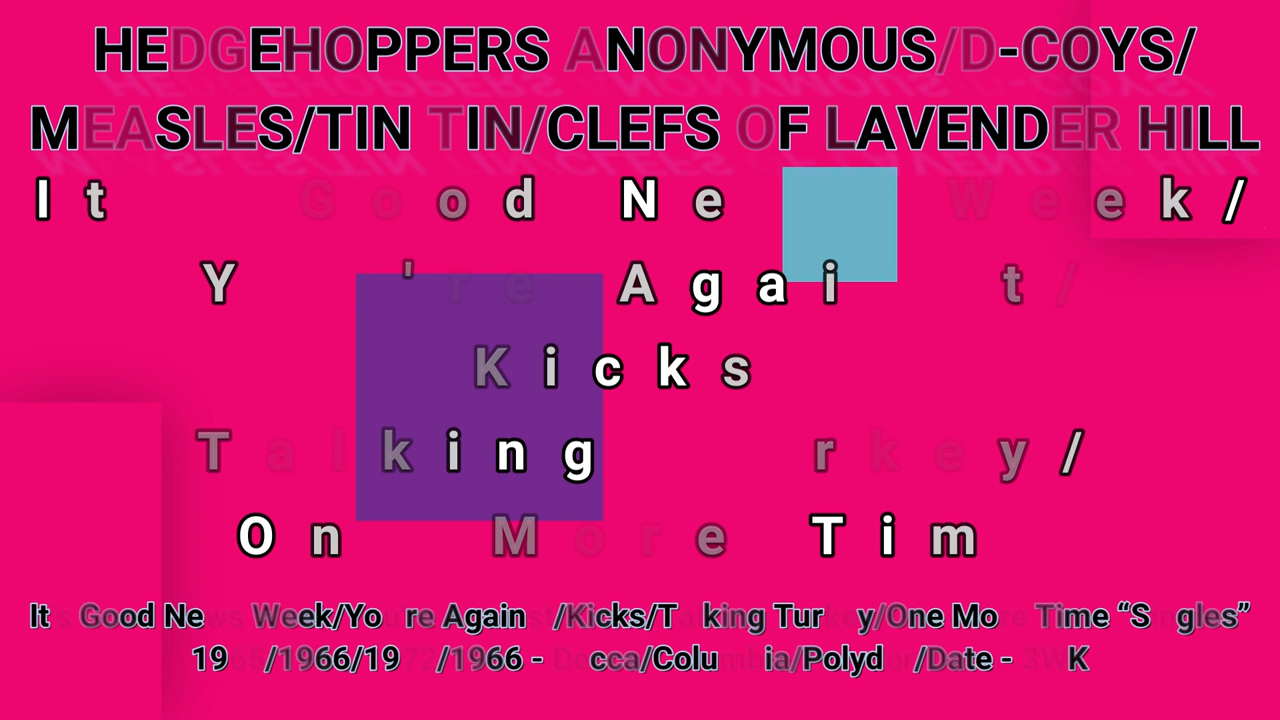 HEDGEHOPPERS ANONYMOUS/D-COYS/
MEASLES/TIN TIN/CLEFS OF LAVENDER HILL
It Good Ne Week/
Y 're Agai t/
Kicks
Talking rkey/
On More Tim
It Good Ne Week/Yo re Again /Kicks/T king Tur y/One Mo Time “S gles”
19 /1966/19 /1966 - cca/Colu ia/Polyd /Date - K